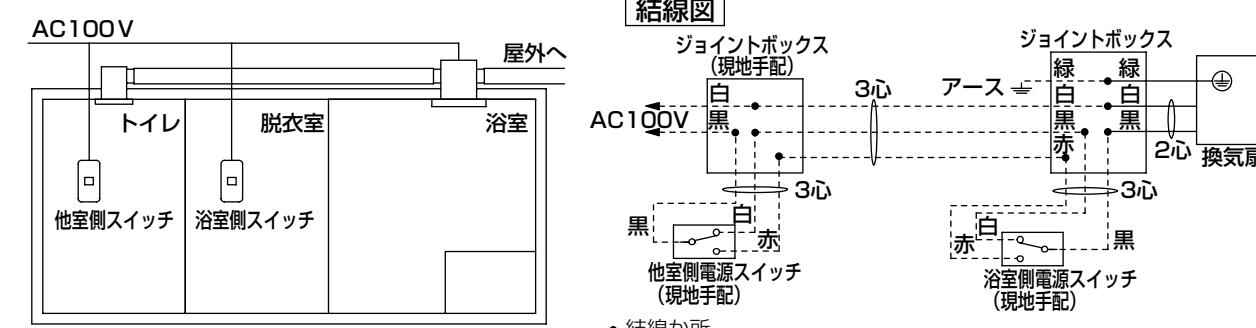 AC100V
屋外へ
トイレ
脱衣室
浴室
他室側スイッチ
浴室側スイッチ
結線図
ジョイントボックス
(現地手配)
ジョイントボックス
白
黒
AC100V
3心
アース
緑
白
黒
赤
緑
白
黒
2心
換気扇
3心
3心
黒
白
赤
他室側電源スイッチ
(現地手配)
赤
白
黒
浴室側電源スイッチ
(現地手配)